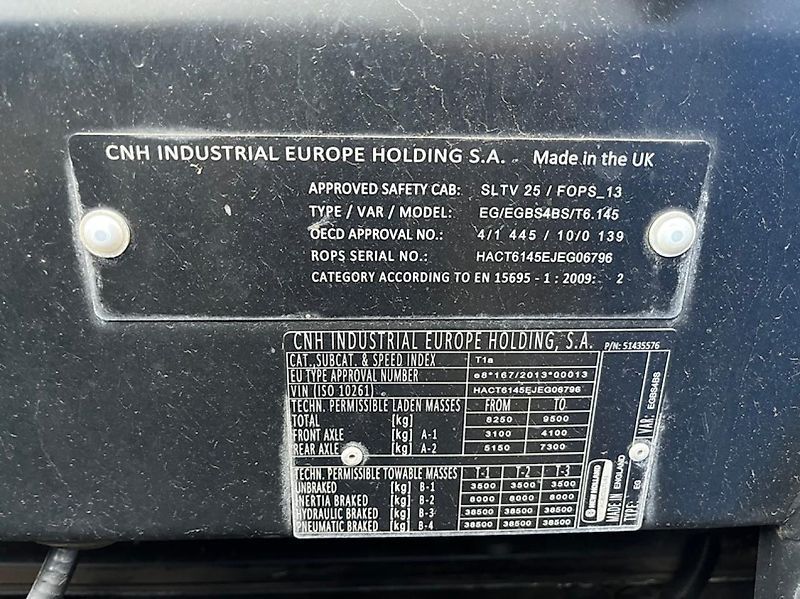 CNH INDUSTRIAL EUROPE HOLDING S.A. Made in the UK
APPROVED SAFETY CAB: SLTV 25 / FOPS_13
TYPE / VAR / MODEL: EG/EGBS4BS/T6.145
OECD APPROVAL NO.: 4/1 445 / 10/0 139
ROPS SERIAL NO.: HACT6145EJEG06796
CATEGORY ACCORDING TO EN 15695 - 1 : 2009: 2
CNH INDUSTRIAL EUROPE HOLDING, S.A. P/N: 51435576
CAT.,SUBCAT. & SPEED INDEX T1a
EU TYPE APPROVAL NUMBER e8*167/2013*00013
VIN (ISO 10261) HACT6145EJEG06796
TECHN. PERMISSIBLE LADEN MASSES FROM TO
TOTAL [kg] 8250 9500
FRONT AXLE [kg] A-1 3100 4100
REAR AXLE [kg] A-2 5150 7300
TECHN. PERMISSIBLE TOWABLE MASSES T-1 T-2 T-3
UNBRAKED [kg] B-1 3500 3500 3500
INERTIA BRAKED [kg] B-2 8000 8000 8000
HYDRAULIC BRAKED [kg] B-3 38500 38500 38500
PNEUMATIC BRAKED [kg] B-4 38500 38500 38500
NEW HOLLAND
MADE IN ENGLAND
TYPE: EG
VAR: EGBS4BS